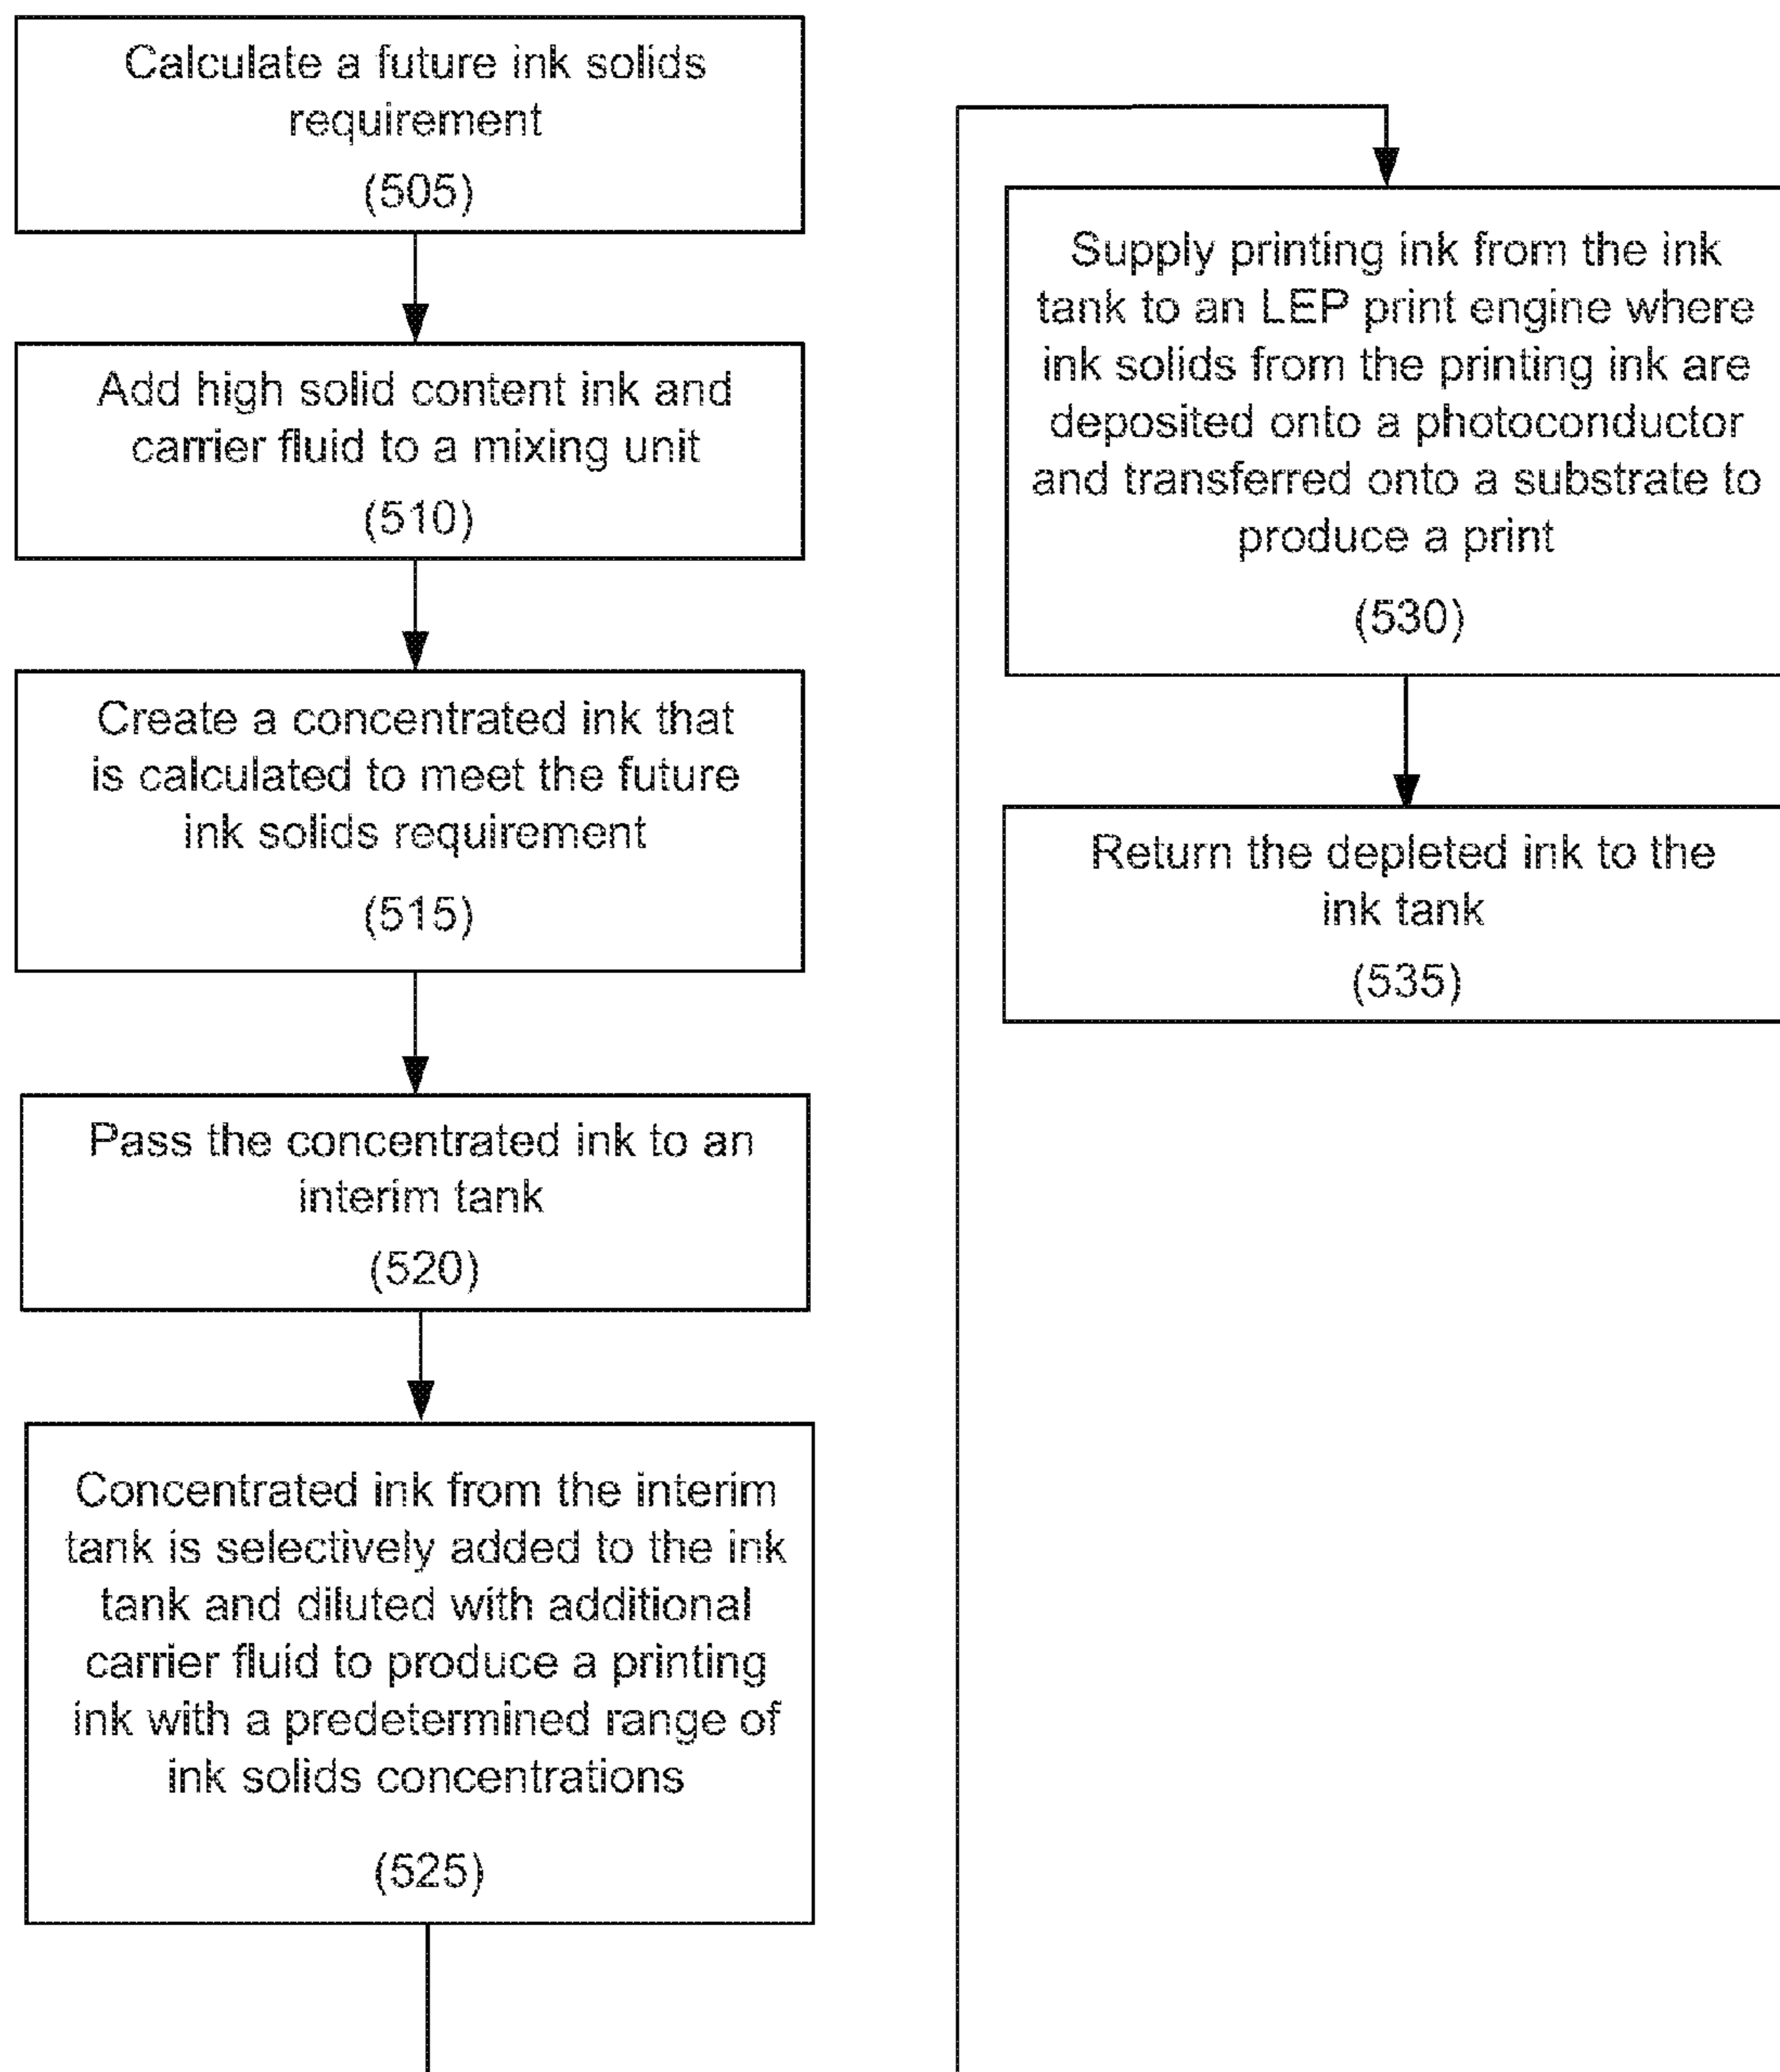 Calculate a future ink solids
requirement
(505)
Add high solid content ink and
carrier fluid to a mixing unit
(510)
Create a concentrated ink that
is calculated to meet the future
ink solids requirement
(515)
Pass the concentrated ink to an
interim tank
(520)
Concentrated ink from the interim
tank is selectively added to the ink
tank and diluted with additional
carrier fluid to produce a printing
ink with a predetermined range of
ink solids concentrations
(525)
Supply printing ink from the ink
tank to an LEP print engine where
ink solids from the printing ink are
deposited onto a photoconductor
and transferred onto a substrate to
produce a print
(530)
Return the depleted ink to the
ink tank
(535)